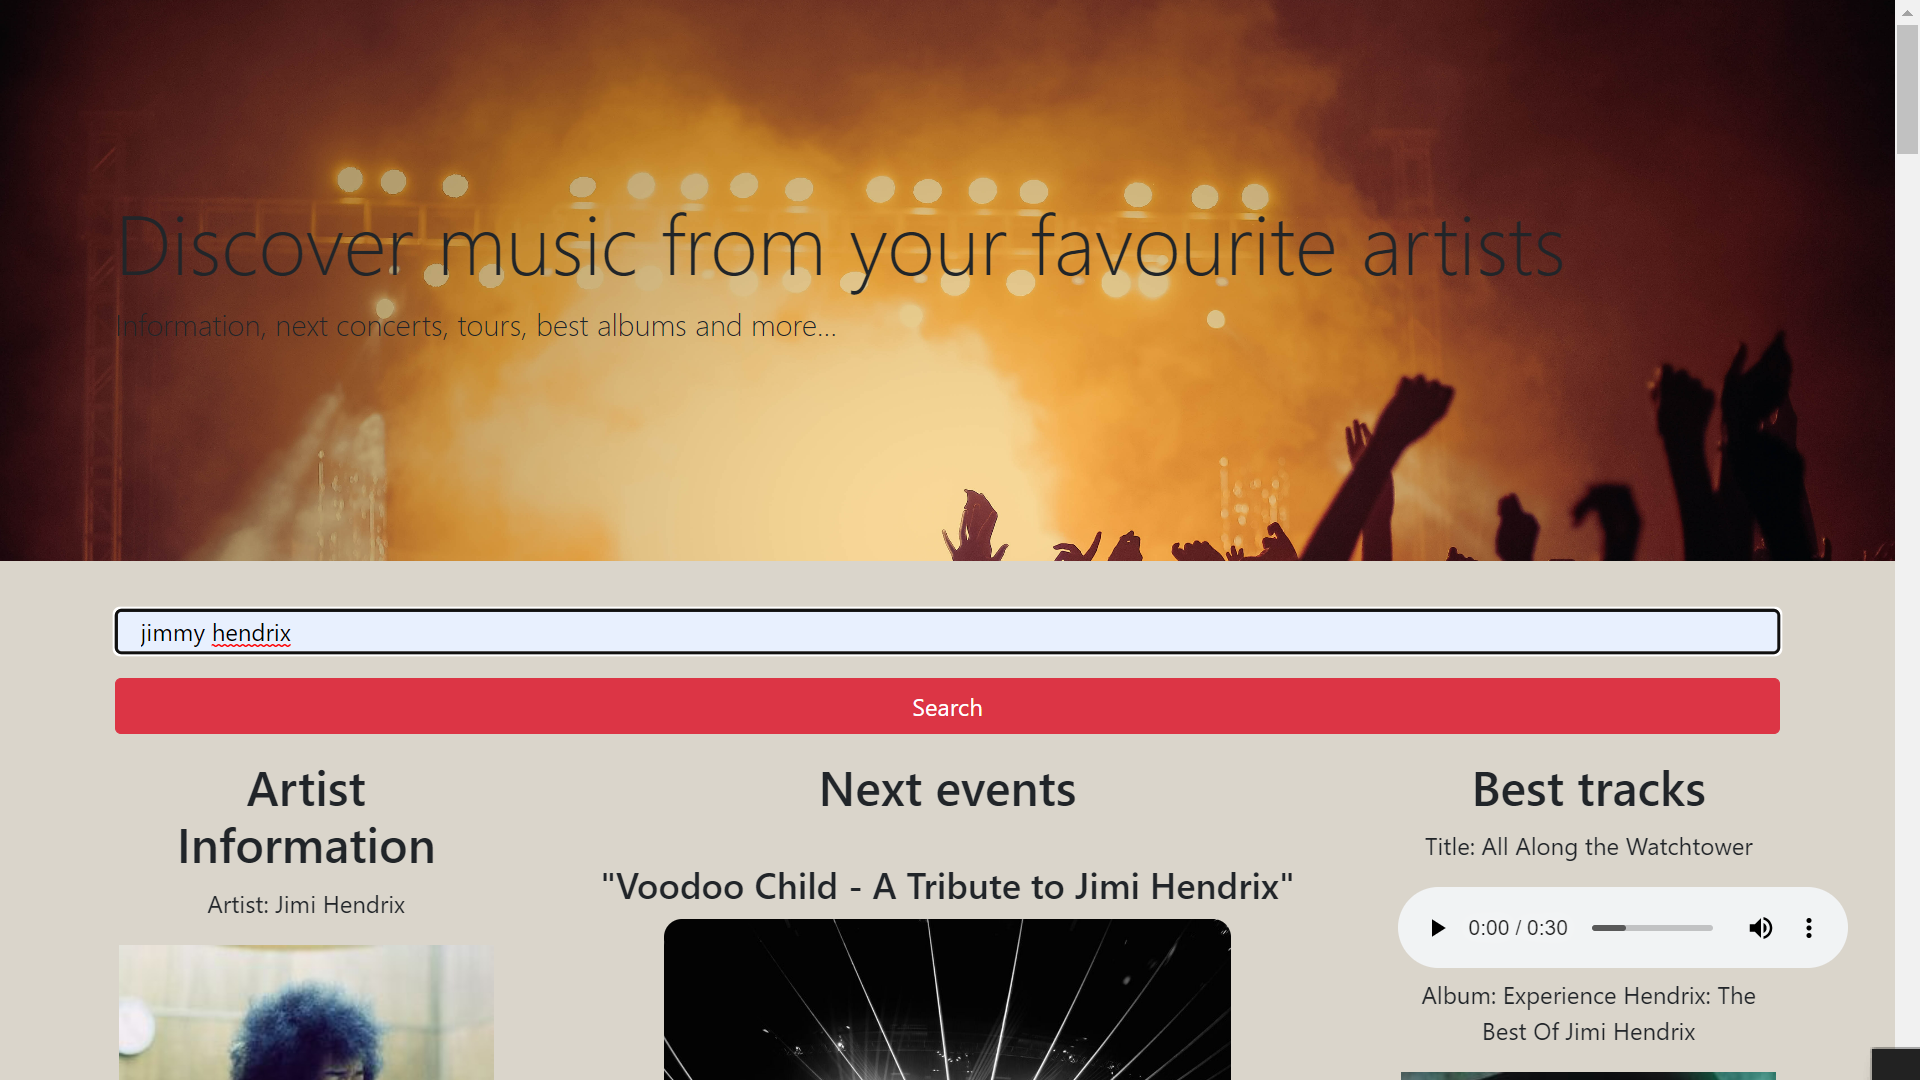 Discover music from your favourite artists
Information, next concerts, tours, best albums and more...
jimmy hendrix
Search
Artist
Information
Artist: Jimi Hendrix
Next events
"Voodoo Child - A Tribute to Jimi Hendrix"
Best tracks
Title: All Along the Watchtower
0:00 / 0:30
Album: Experience Hendrix: The
Best Of Jimi Hendrix